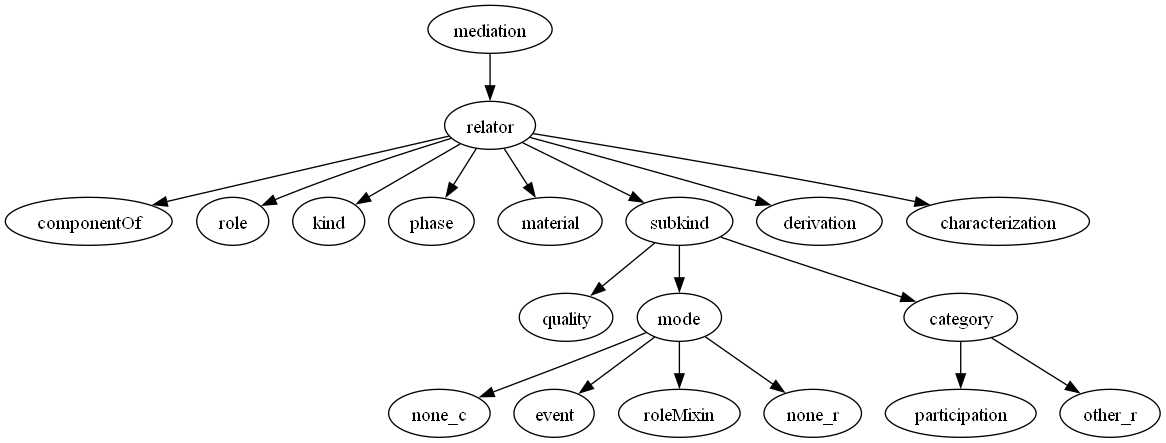 mediation
relator
componentOf
role
kind
phase
material
subkind
derivation
characterization
quality
mode
category
none_c
event
roleMixin
none_r
participation
other_r